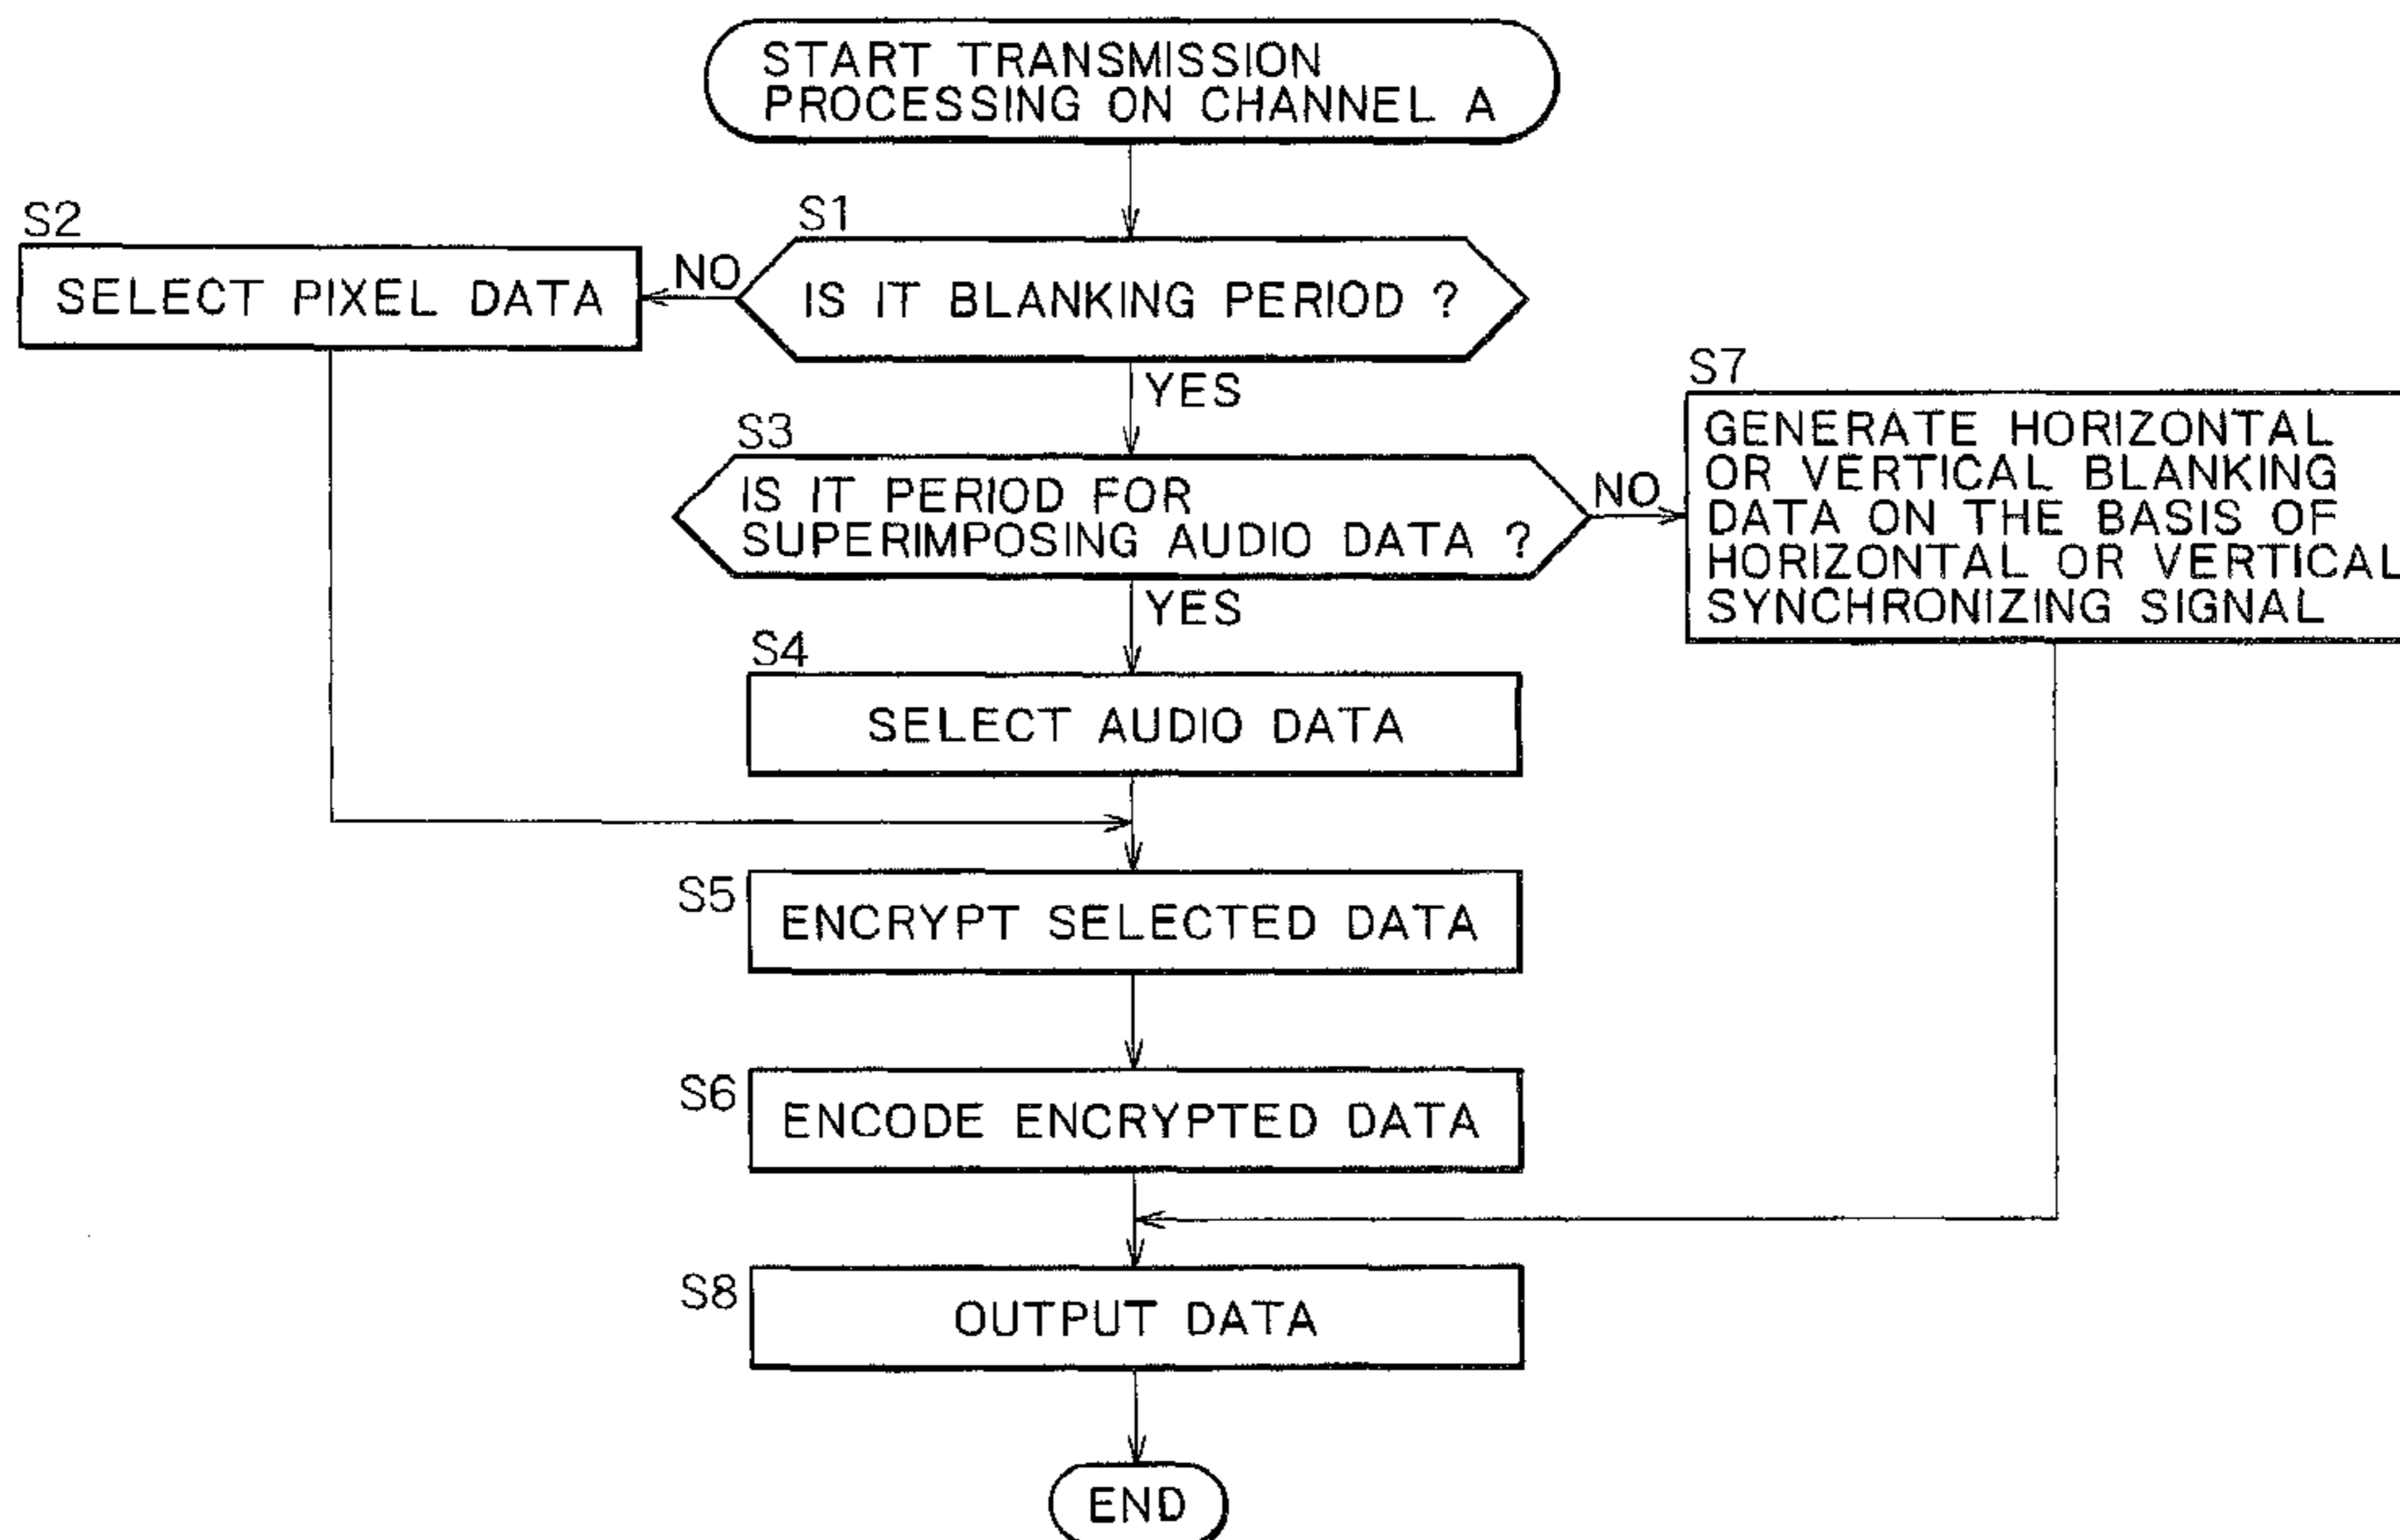 START TRANSMISSION
PROCESSING ON CHANNEL A
S1
IS IT BLANKING PERIOD ?
NO
S2
SELECT PIXEL DATA
YES
S3
IS IT PERIOD FOR
SUPERIMPOSING AUDIO DATA ?
NO
S7
GENERATE HORIZONTAL
OR VERTICAL BLANKING
DATA ON THE BASIS OF
HORIZONTAL OR VERTICAL
SYNCHRONIZING SIGNAL
YES
S4
SELECT AUDIO DATA
S5
ENCRYPT SELECTED DATA
S6
ENCODE ENCRYPTED DATA
S8
OUTPUT DATA
END